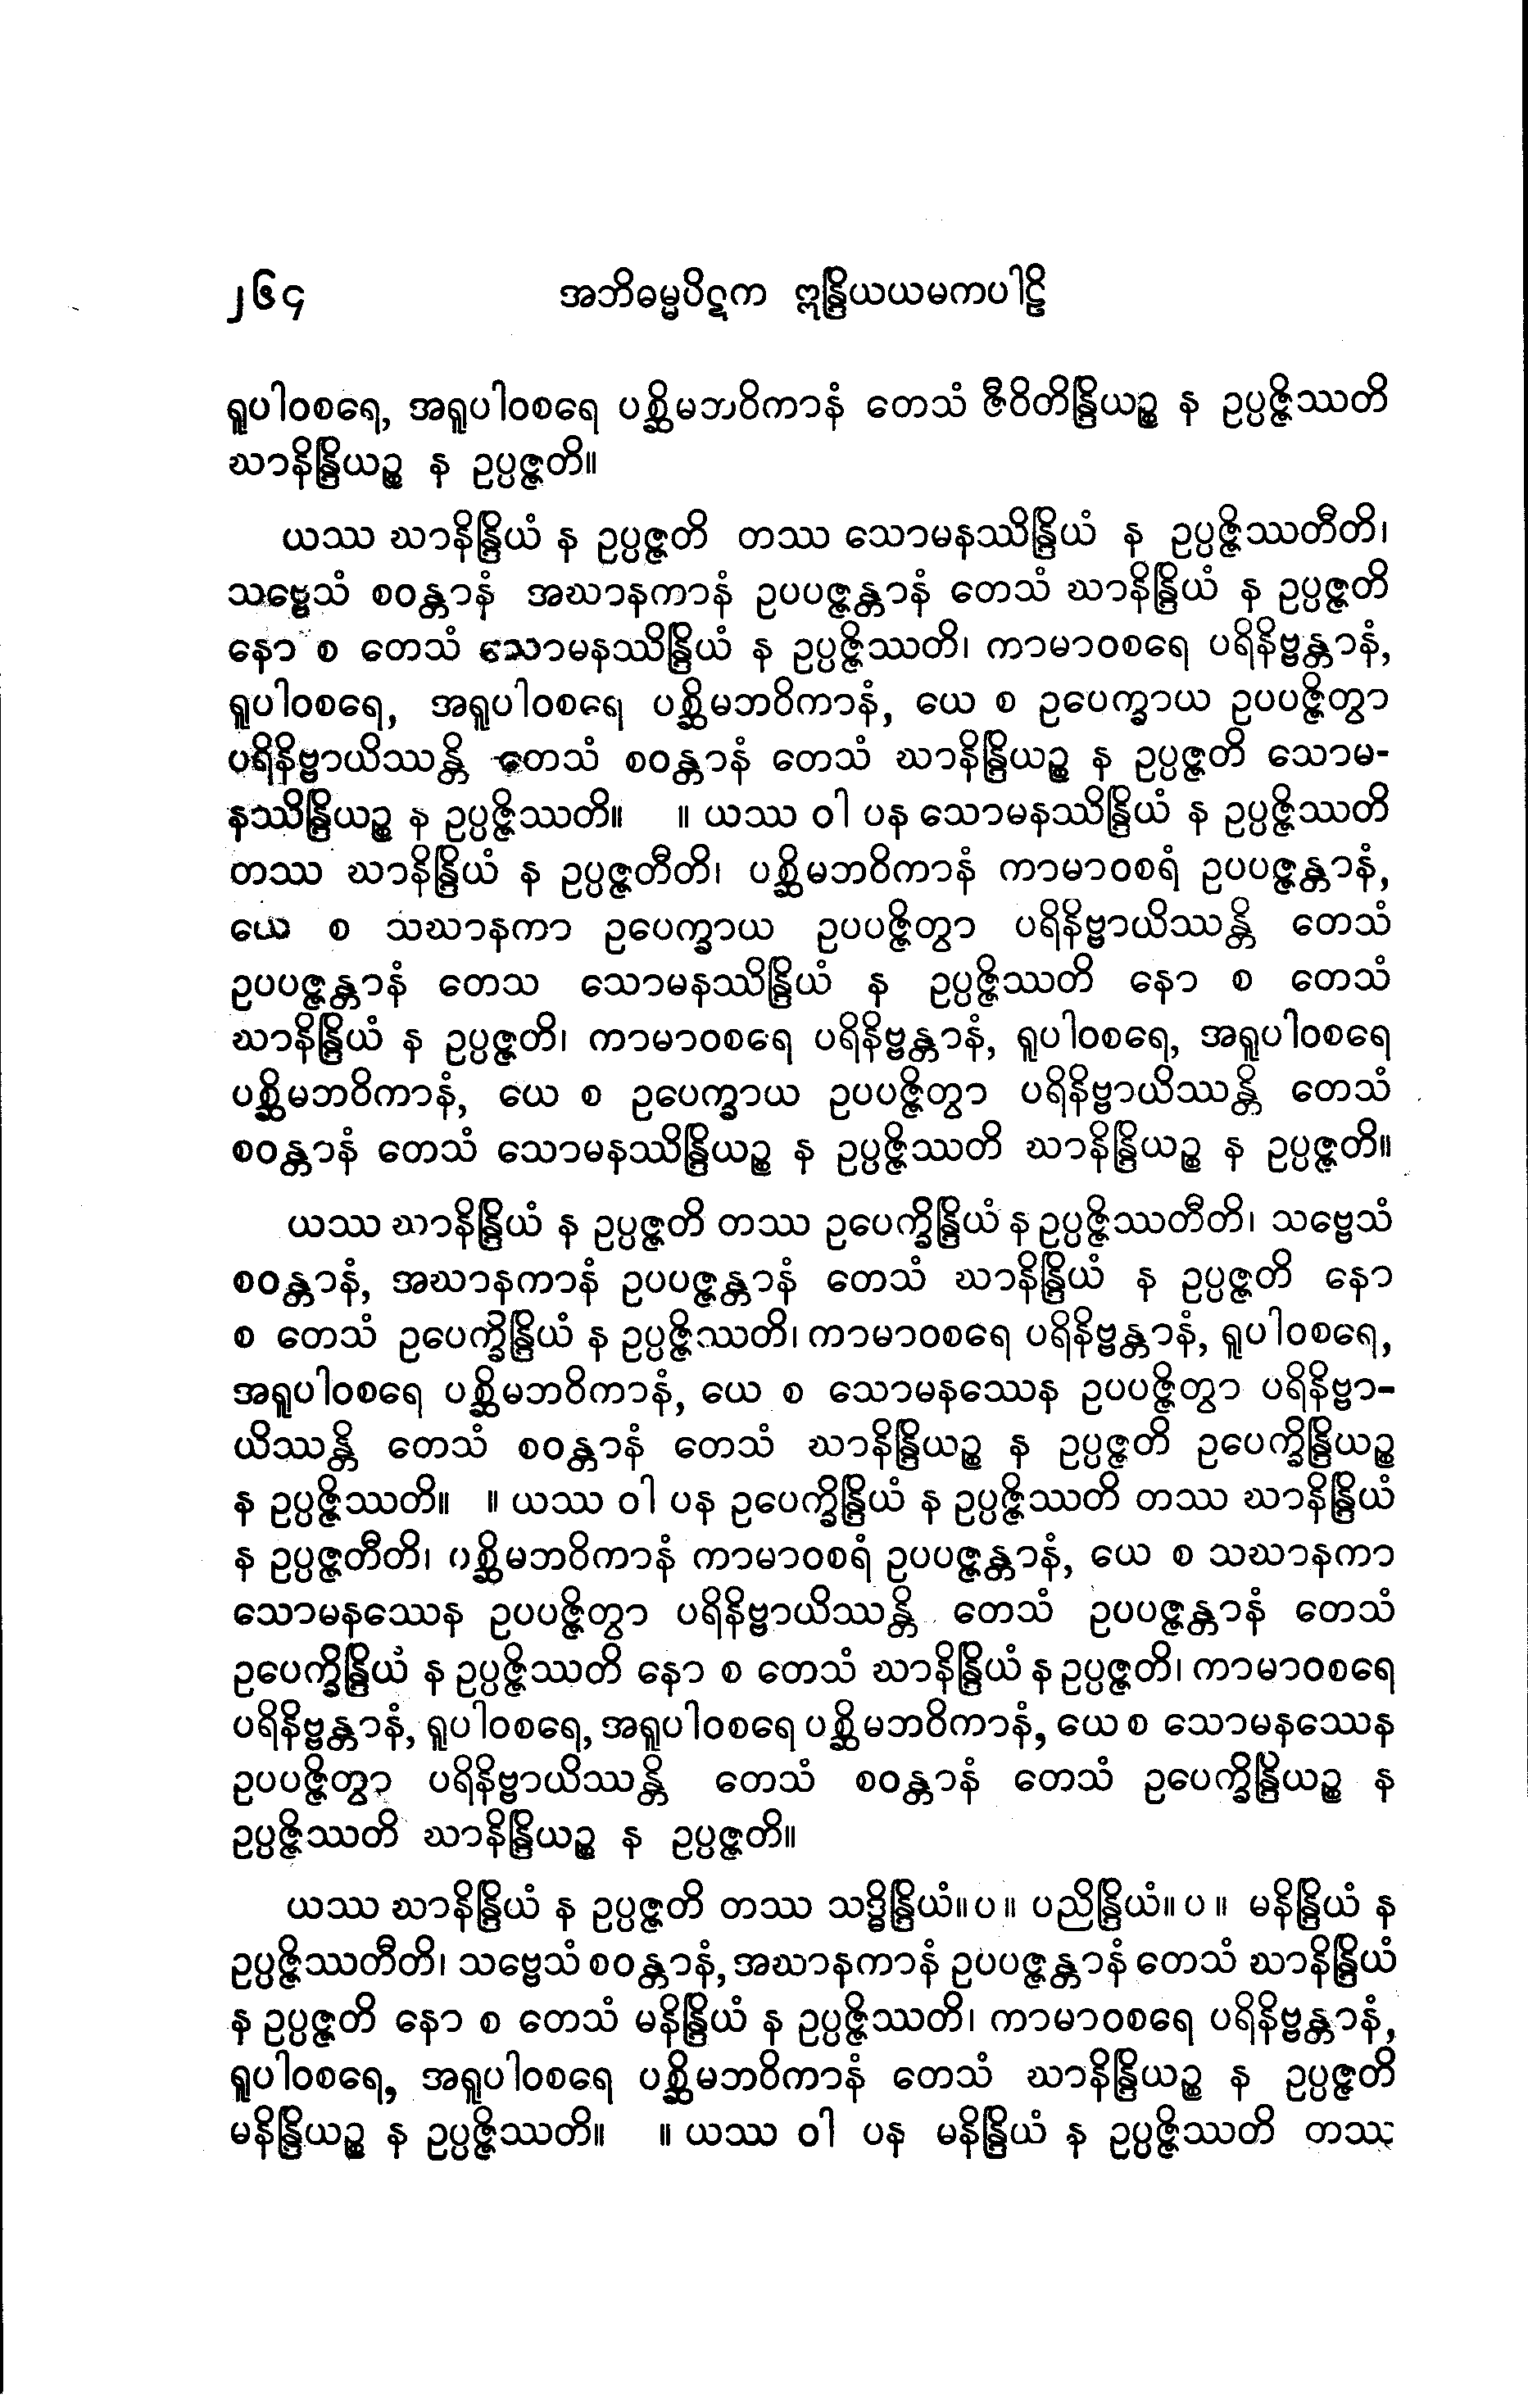 ၂၆၄ အဘိဓမ္မပိဋက ဣန္ဒြိယယမကပါဠိ
ရူပါဝစရေ, အရူပါဝစရေ ပစ္ဆိမဘဝိကာနံ တေသံ ဇီဝိတိန္ဒြိယဉ္စ န ဥပ္ပဇ္ဇိဿတိ
ဃာနိန္ဒြိယဉ္စ န ဥပ္ပဇ္ဇတိ။
ယဿ ဃာနိန္ဒြိယံ န ဥပ္ပဇ္ဇတိ တဿ သောမနဿိန္ဒြိယံ န ဥပ္ပဇ္ဇိဿတီတိ၊
သဗ္ဗေသံ စဝန္တာနံ အဃာနကာနံ ဥပပဇ္ဇန္တာနံ တေသံ ဃာနိန္ဒြိယံ န ဥပ္ပဇ္ဇတိ
နော စ တေသံ သောမနဿိန္ဒြိယံ န ဥပ္ပဇ္ဇိဿတိ၊ ကာမာဝစရေ ပရိနိဗ္ဗန္တာနံ,
ရူပါဝစရေ, အရူပါဝစရေ ပစ္ဆိမဘဝိကာနံ, ယေ စ ဥပေက္ခာယ ဥပပဇ္ဇိတွာ
ပရိနိဗ္ဗာယိဿန္တိ တေသံ စဝန္တာနံ တေသံ ဃာနိန္ဒြိယဉ္စ န ဥပ္ပဇ္ဇတိ သောမ-
နဿိန္ဒြိယဉ္စ န ဥပ္ပဇ္ဇိဿတိ။ ။ ယဿ ဝါ ပန သောမနဿိန္ဒြိယံ န ဥပ္ပဇ္ဇိဿတိ
တဿ ဃာနိန္ဒြိယံ န ဥပ္ပဇ္ဇတီတိ၊ ပစ္ဆိမဘဝိကာနံ ကာမာဝစရံ ဥပပဇ္ဇန္တာနံ,
ယေ စ သဃာနကာ ဥပေက္ခာယ ဥပပဇ္ဇိတွာ ပရိနိဗ္ဗာယိဿန္တိ တေသံ
ဥပပဇ္ဇန္တာနံ တေသ သောမနဿိန္ဒြိယံ န ဥပ္ပဇ္ဇိဿတိ နော စ တေသံ
ဃာနိန္ဒြိယံ န ဥပ္ပဇ္ဇတိ၊ ကာမာဝစရေ ပရိနိဗ္ဗန္တာနံ, ရူပါဝစရေ, အရူပါဝစရေ
ပစ္ဆိမဘဝိကာနံ, ယေ စ ဥပေက္ခာယ ဥပပဇ္ဇိတွာ ပရိနိဗ္ဗာယိဿန္တိ တေသံ
စဝန္တာနံ တေသံ သောမနဿိန္ဒြိယဉ္စ န ဥပ္ပဇ္ဇိဿတိ ဃာနိန္ဒြိယဉ္စ န ဥပ္ပဇ္ဇတိ။
ယဿ ဃာနိန္ဒြိယံ န ဥပ္ပဇ္ဇတိ တဿ ဥပေက္ခိန္ဒြိယံ န ဥပ္ပဇ္ဇိဿတီတိ၊ သဗ္ဗေသံ
စဝန္တာနံ, အဃာနကာနံ ဥပပဇ္ဇန္တာနံ တေသံ ဃာနိန္ဒြိယံ န ဥပ္ပဇ္ဇတိ နော
စ တေသံ ဥပေက္ခိန္ဒြိယံ န ဥပ္ပဇ္ဇိဿတိ၊ ကာမာဝစရေ ပရိနိဗ္ဗန္တာနံ, ရူပါဝစရေ,
အရူပါဝစရေ ပစ္ဆိမဘဝိကာနံ, ယေ စ သောမနဿေန ဥပပဇ္ဇိတွာ ပရိနိဗ္ဗာ-
ယိဿန္တိ တေသံ စဝန္တာနံ တေသံ ဃာနိန္ဒြိယဉ္စ န ဥပ္ပဇ္ဇတိ ဥပေက္ခိန္ဒြိယဉ္စ
န ဥပ္ပဇ္ဇိဿတိ။ ။ ယဿ ဝါ ပန ဥပေက္ခိန္ဒြိယံ န ဥပ္ပဇ္ဇိဿတိ တဿ ဃာနိန္ဒြိယံ
န ဥပ္ပဇ္ဇတီတိ၊ ပစ္ဆိမဘဝိကာနံ ကာမာဝစရံ ဥပပဇ္ဇန္တာနံ, ယေ စ သဃာနကာ
သောမနဿေန ဥပပဇ္ဇိတွာ ပရိနိဗ္ဗာယိဿန္တိ တေသံ ဥပပဇ္ဇန္တာနံ တေသံ
ဥပေက္ခိန္ဒြိယံ န ဥပ္ပဇ္ဇိဿတိ နော စ တေသံ ဃာနိန္ဒြိယံ န ဥပ္ပဇ္ဇတိ၊ ကာမာဝစရေ
ပရိနိဗ္ဗန္တာနံ, ရူပါဝစရေ, အရူပါဝစရေ ပစ္ဆိမဘဝိကာနံ, ယေ စ သောမနဿေန
ဥပပဇ္ဇိတွာ ပရိနိဗ္ဗာယိဿန္တိ တေသံ စဝန္တာနံ တေသံ ဥပေက္ခိန္ဒြိယဉ္စ န
ဥပ္ပဇ္ဇိဿတိ ဃာနိန္ဒြိယဉ္စ န ဥပ္ပဇ္ဇတိ။
ယဿ ဃာနိန္ဒြိယံ န ဥပ္ပဇ္ဇတိ တဿ သဒ္ဓိန္ဒြိယံ။ပ။ ပညိန္ဒြိယံ။ပ။ မနိန္ဒြိယံ န
ဥပ္ပဇ္ဇိဿတီတိ၊ သဗ္ဗေသံ စဝန္တာနံ, အဃာနကာနံ ဥပပဇ္ဇန္တာနံ တေသံ ဃာနိန္ဒြိယံ
န ဥပ္ပဇ္ဇတိ နော စ တေသံ မနိန္ဒြိယံ န ဥပ္ပဇ္ဇိဿတိ၊ ကာမာဝစရေ ပရိနိဗ္ဗန္တာနံ,
ရူပါဝစရေ, အရူပါဝစရေ ပစ္ဆိမဘဝိကာနံ တေသံ ဃာနိန္ဒြိယဉ္စ န ဥပ္ပဇ္ဇတိ
မနိန္ဒြိယဉ္စ န ဥပ္ပဇ္ဇိဿတိ။ ။ ယဿ ဝါ ပန မနိန္ဒြိယံ န ဥပ္ပဇ္ဇိဿတိ တဿ